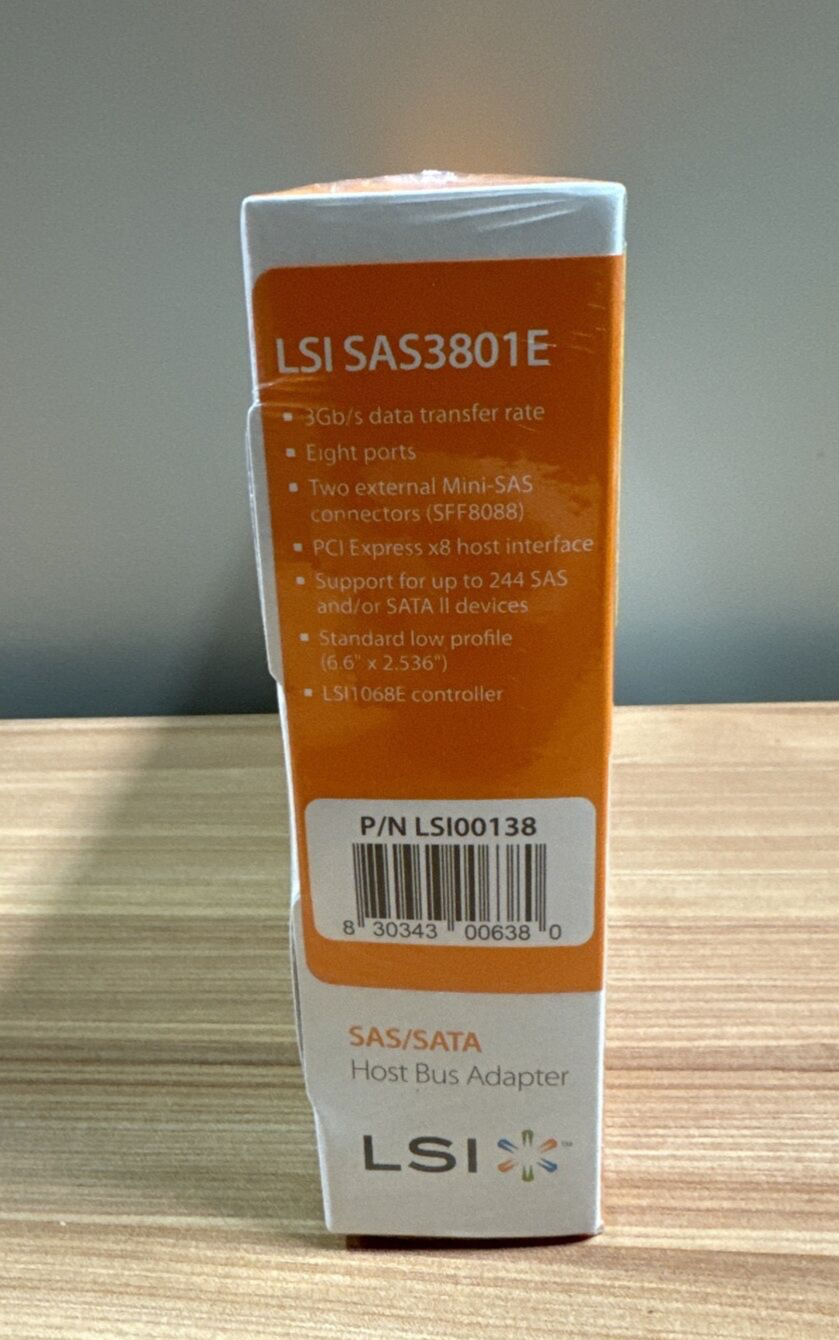 LSI SAS3801E
▪ 3Gb/s data transfer rate
▪ Eight ports
▪ Two external Mini-SAS
connectors (SFF8088)
▪ PCI Express x8 host interface
▪ Support for up to 244 SAS
and/or SATA II devices
▪ Standard low profile
(6.6" x 2.536")
▪ LSI1068E controller
P/N LSI00138
8 30343 00638 0
SAS/SATA
Host Bus Adapter
LSI ™